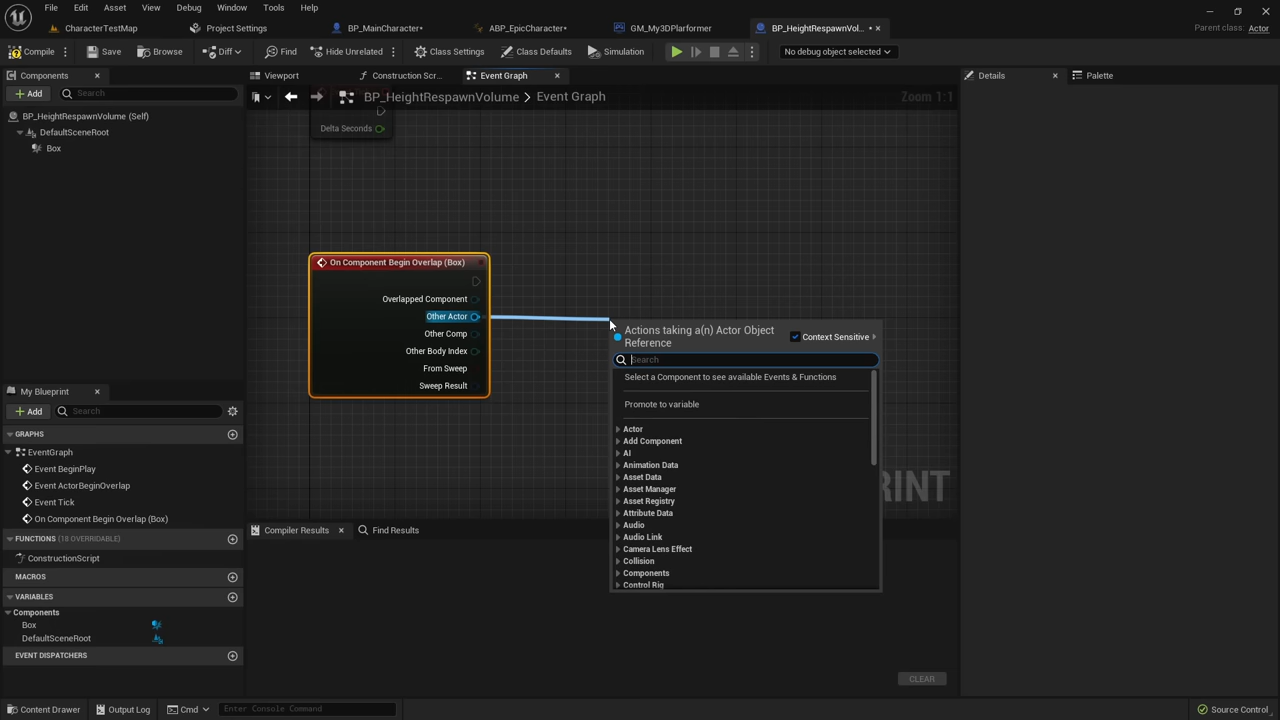 File Edit Asset View Debug Window Tools Help
CharacterTestMap Project Settings BP_MainCharacter* ABP_EpicCharacter* GM_My3DPlarformer BP_HeightRespawnVol... • Parent class: Actor
Compile Save Browse Diff Find Hide Unrelated Class Settings Class Defaults Simulation No debug object selected
Components Viewport Construction Scr... Event Graph Details Palette
Add Search BP_HeightRespawnVolume > Event Graph Zoom 1:1
BP_HeightRespawnVolume (Self)
DefaultSceneRoot
Box
Delta Seconds
On Component Begin Overlap (Box)
Overlapped Component
Other Actor
Other Comp
Other Body Index
From Sweep
Sweep Result
Actions taking a(n) Actor Object
Reference
Context Sensitive
Search
Select a Component to see available Events & Functions
Promote to variable
Actor
Add Component
AI
Animation Data
Asset Data
Asset Manager
Asset Registry
Attribute Data
Audio
Audio Link
Camera Lens Effect
Collision
Components
Control Rig
RINT
My Blueprint
Add Search
GRAPHS
EventGraph
Event BeginPlay
Event ActorBeginOverlap
Event Tick
On Component Begin Overlap (Box)
FUNCTIONS (18 OVERRIDABLE)
ConstructionScript
MACROS
VARIABLES
Components
Box
DefaultSceneRoot
EVENT DISPATCHERS
Compiler Results Find Results
CLEAR
Content Drawer Output Log Cmd Enter Console Command Source Control